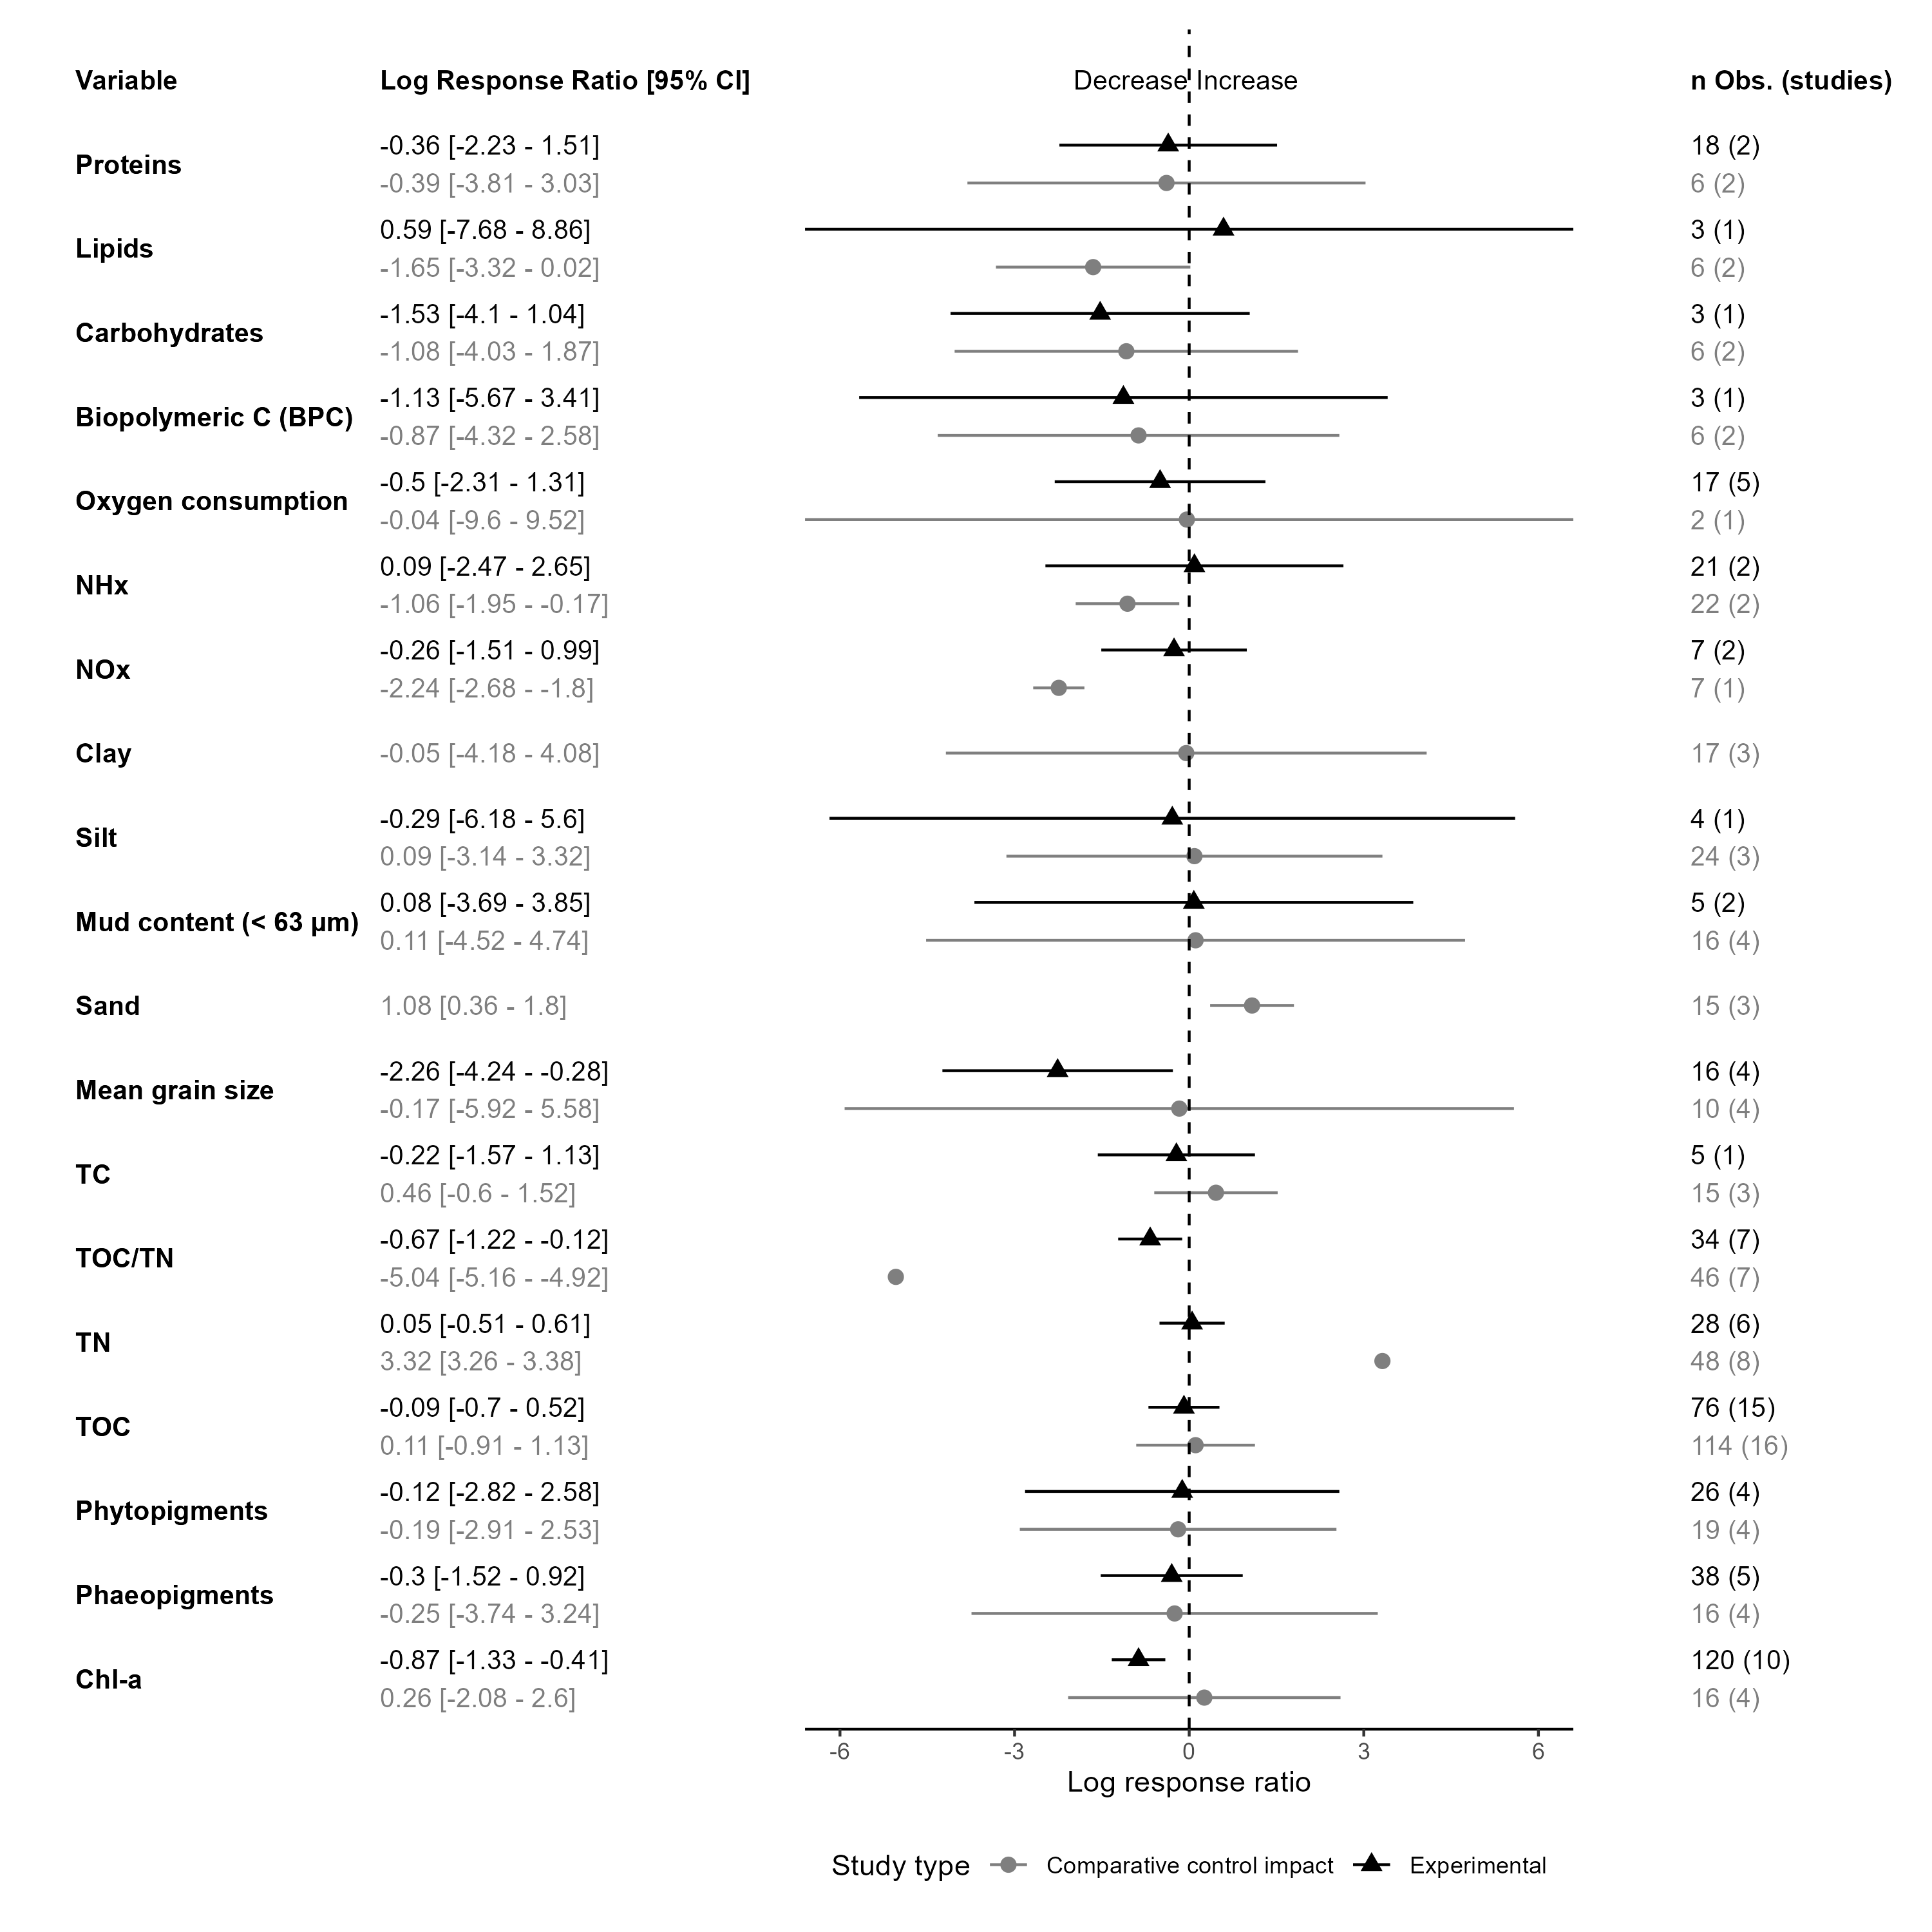 Variable Log Response Ratio [95% CI] Decrease Increase n Obs. (studies)
-0.36 [-2.23 - 1.51] 18 (2)
Proteins
-0.39 [-3.81 - 3.03] 6 (2)
0.59 [-7.68 - 8.86] 3 (1)
Lipids
-1.65 [-3.32 - 0.02] 6 (2)
-1.53 [-4.1 - 1.04] 3 (1)
Carbohydrates
-1.08 [-4.03 - 1.87] 6 (2)
-1.13 [-5.67 - 3.41] 3 (1)
Biopolymeric C (BPC)
-0.87 [-4.32 - 2.58] 6 (2)
-0.5 [-2.31 - 1.31] 17 (5)
Oxygen consumption
-0.04 [-9.6 - 9.52] 2 (1)
0.09 [-2.47 - 2.65] 21 (2)
NHx
-1.06 [-1.95 - -0.17] 22 (2)
-0.26 [-1.51 - 0.99] 7 (2)
NOx
-2.24 [-2.68 - -1.8] 7 (1)
Clay -0.05 [-4.18 - 4.08] 17 (3)
-0.29 [-6.18 - 5.6] 4 (1)
Silt
0.09 [-3.14 - 3.32] 24 (3)
0.08 [-3.69 - 3.85] 5 (2)
Mud content (< 63 µm)
0.11 [-4.52 - 4.74] 16 (4)
Sand 1.08 [0.36 - 1.8] 15 (3)
-2.26 [-4.24 - -0.28] 16 (4)
Mean grain size
-0.17 [-5.92 - 5.58] 10 (4)
-0.22 [-1.57 - 1.13] 5 (1)
TC
0.46 [-0.6 - 1.52] 15 (3)
-0.67 [-1.22 - -0.12] 34 (7)
TOC/TN
-5.04 [-5.16 - -4.92] 46 (7)
0.05 [-0.51 - 0.61] 28 (6)
TN
3.32 [3.26 - 3.38] 48 (8)
-0.09 [-0.7 - 0.52] 76 (15)
TOC
0.11 [-0.91 - 1.13] 114 (16)
-0.12 [-2.82 - 2.58] 26 (4)
Phytopigments
-0.19 [-2.91 - 2.53] 19 (4)
-0.3 [-1.52 - 0.92] 38 (5)
Phaeopigments
-0.25 [-3.74 - 3.24] 16 (4)
-0.87 [-1.33 - -0.41] 120 (10)
Chl-a
0.26 [-2.08 - 2.6] 16 (4)
-6 -3 0 3 6
Log response ratio
Study type Comparative control impact Experimental